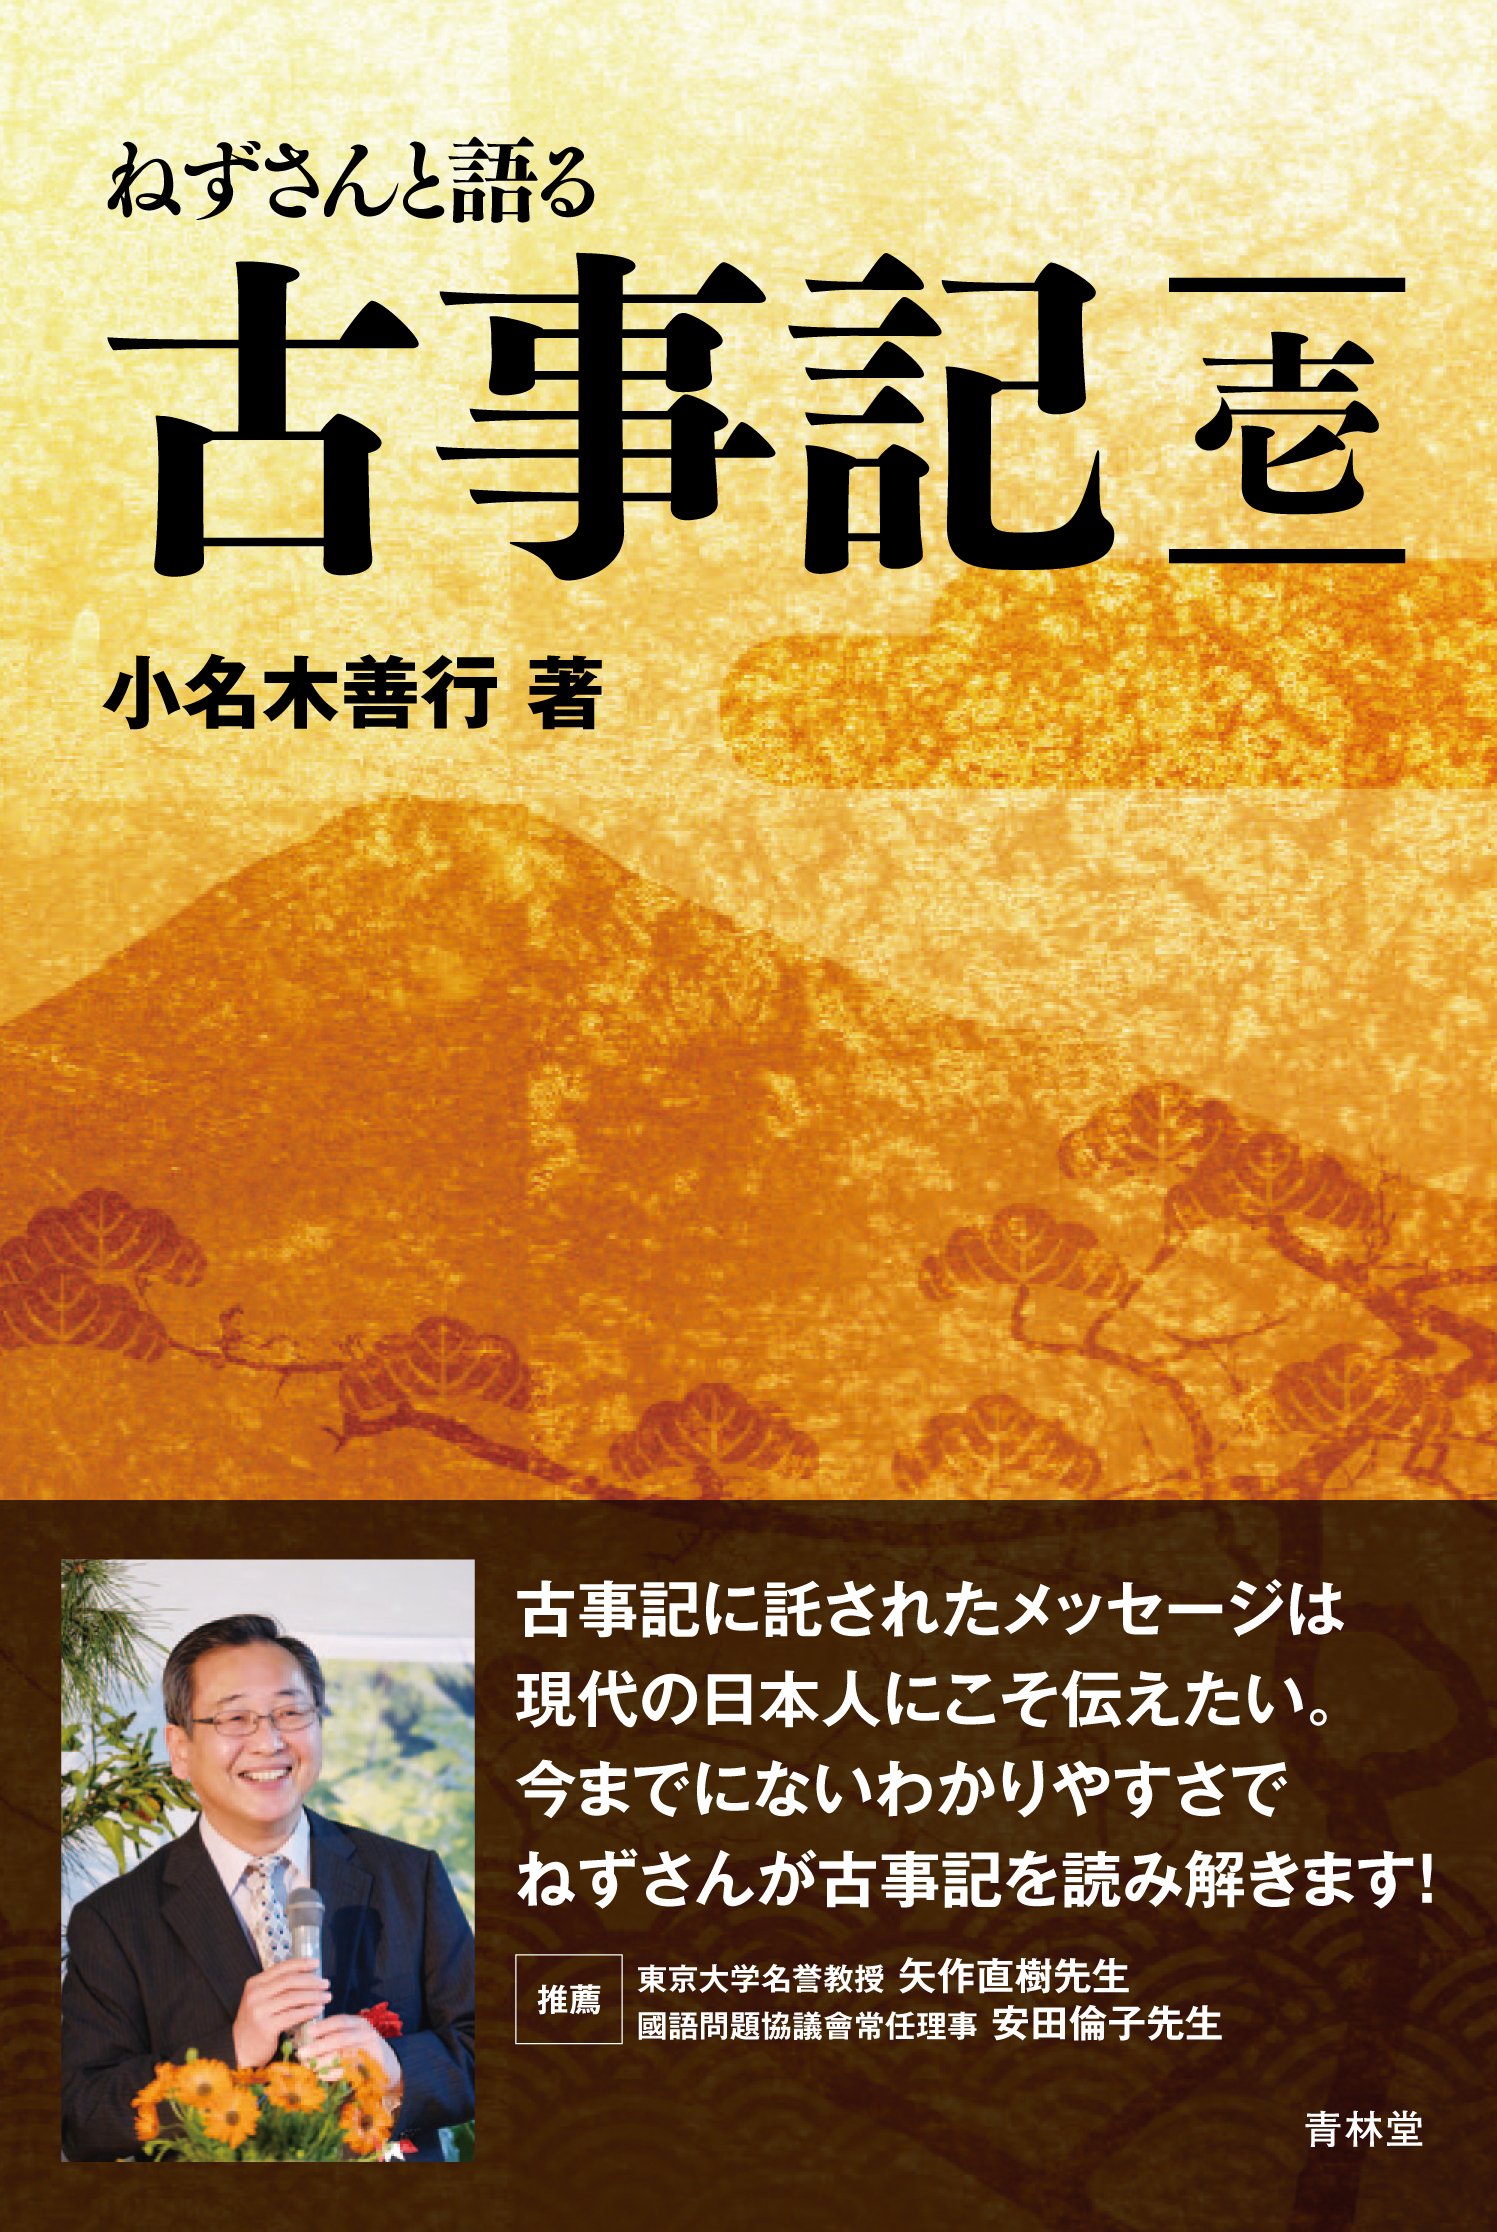 ねずさんと語る
古事記 壱
小名木善行 著
古事記に託されたメッセージは
現代の日本人にこそ伝えたい。
今までにないわかりやすさで
ねずさんが古事記を読み解きます!
推薦
東京大学名誉教授 矢作直樹先生
國語問題協議會常任理事 安田倫子先生
青林堂